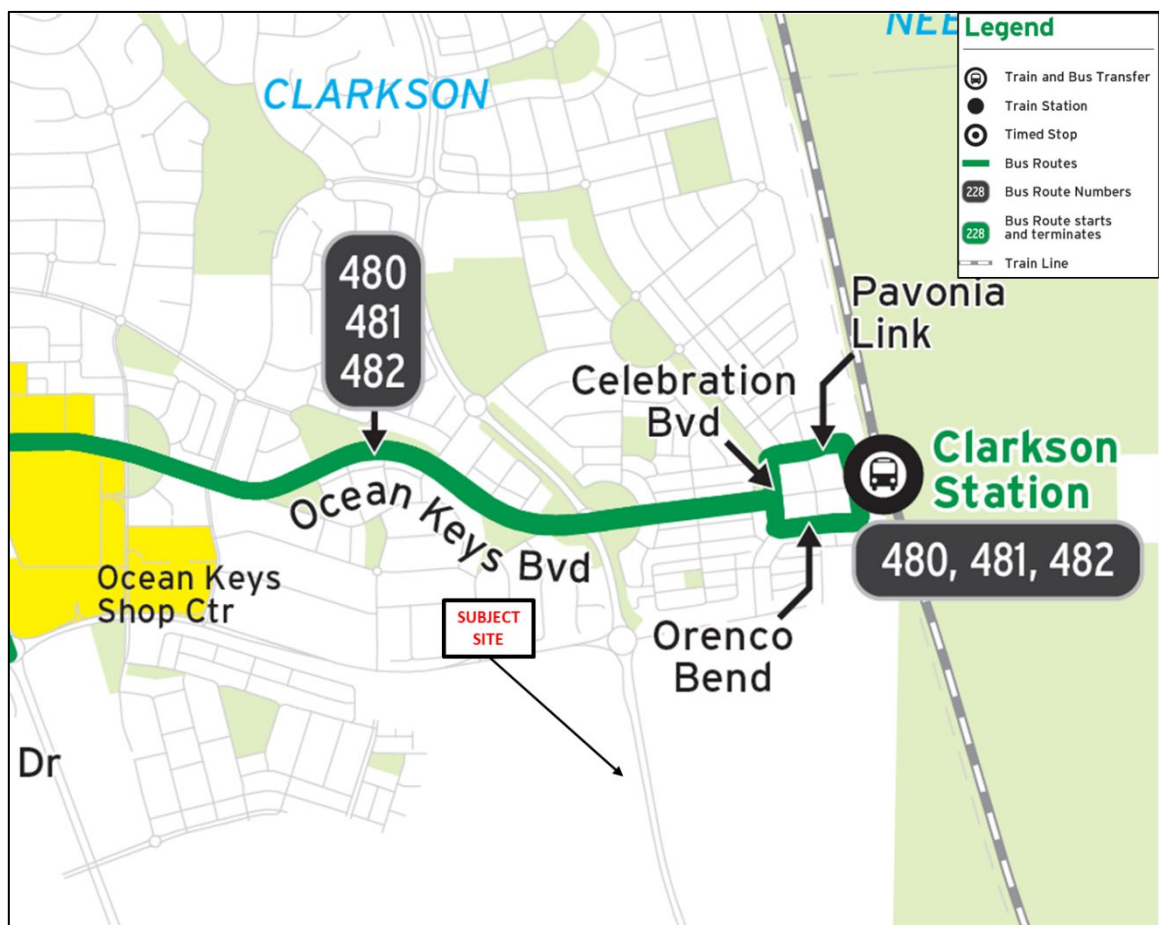 CLARKSON
NEE
Legend
Train and Bus Transfer
Train Station
Timed Stop
Bus Routes
228 Bus Route Numbers
228 Bus Route starts
and terminates
Train Line
480
481
482
Pavonia
Link
Celebration
Bvd
Clarkson
Station
480, 481, 482
Ocean Keys Bvd
Ocean Keys
Shop Ctr
SUBJECT
SITE
Orenco
Bend
Dr